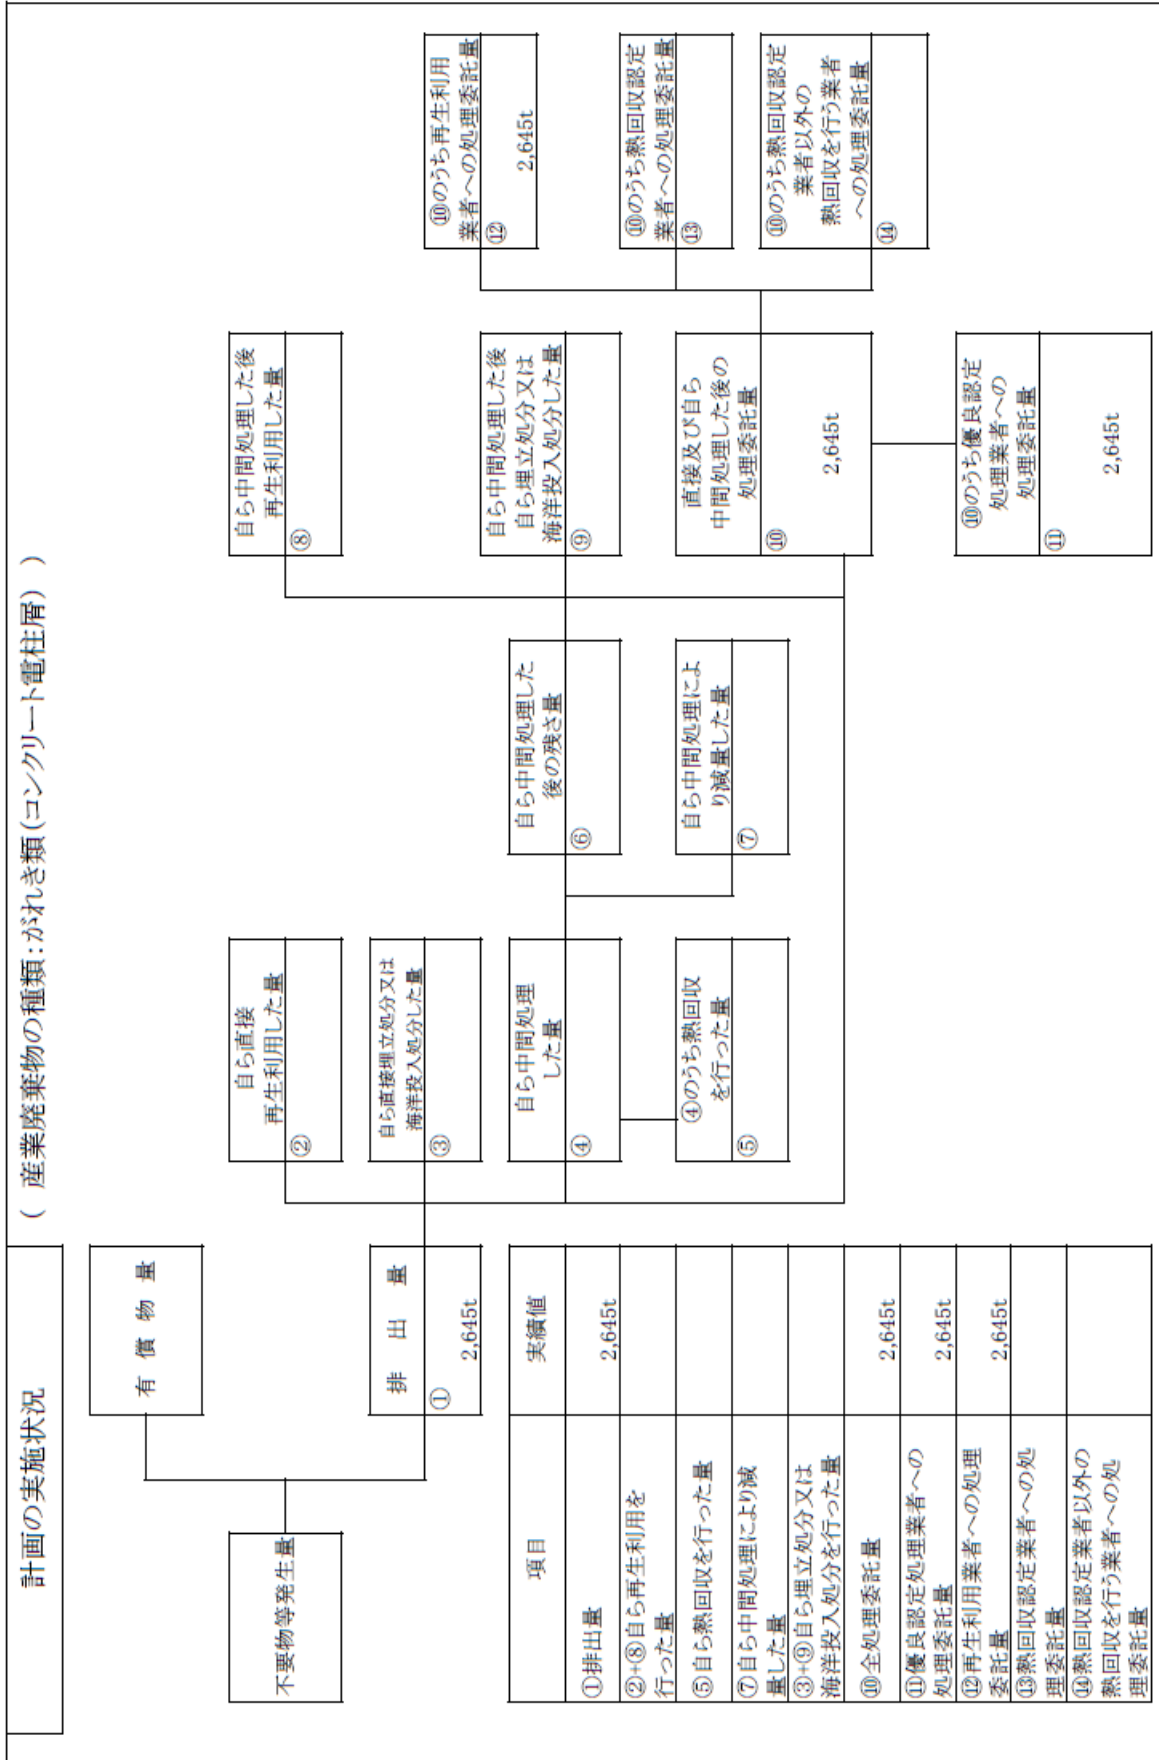 計画の実施状況
( 産業廃棄物の種類:がれき類(コンクリート電柱屑) )
不要物等発生量
有 償 物 量
排 出 量
①
2,645t
自ら直接
再生利用した量
②
自ら直接埋立処分又は
海洋投入処分した量
③
自ら中間処理
した量
④
④のうち熱回収
を行った量
⑤
自ら中間処理した
後の残さ量
⑥
自ら中間処理によ
り減量した量
⑦
自ら中間処理した後
再生利用した量
⑧
自ら中間処理した後
自ら埋立処分又は
海洋投入処分した量
⑨
直接及び自ら
中間処理した後の
処理委託量
⑩
2,645t
⑩のうち優良認定
処理業者への
処理委託量
⑪
2,645t
⑩のうち再生利用
業者への処理委託量
⑫
2,645t
⑩のうち熱回収認定
業者への処理委託量
⑬
⑩のうち熱回収認定
業者以外の
熱回収を行う業者
への処理委託量
⑭
項目 実績値
①排出量 2,645t
②+⑧自ら再生利用を
行った量
⑤自ら熱回収を行った量
⑦自ら中間処理により減
量した量
③+⑨自ら埋立処分又は
海洋投入処分を行った量
⑩全処理委託量 2,645t
⑪優良認定処理業者への
処理委託量 2,645t
⑫再生利用業者への処理
委託量 2,645t
⑬熱回収認定業者への処
理委託量
⑭熱回収認定業者以外の
熱回収を行う業者への処
理委託量